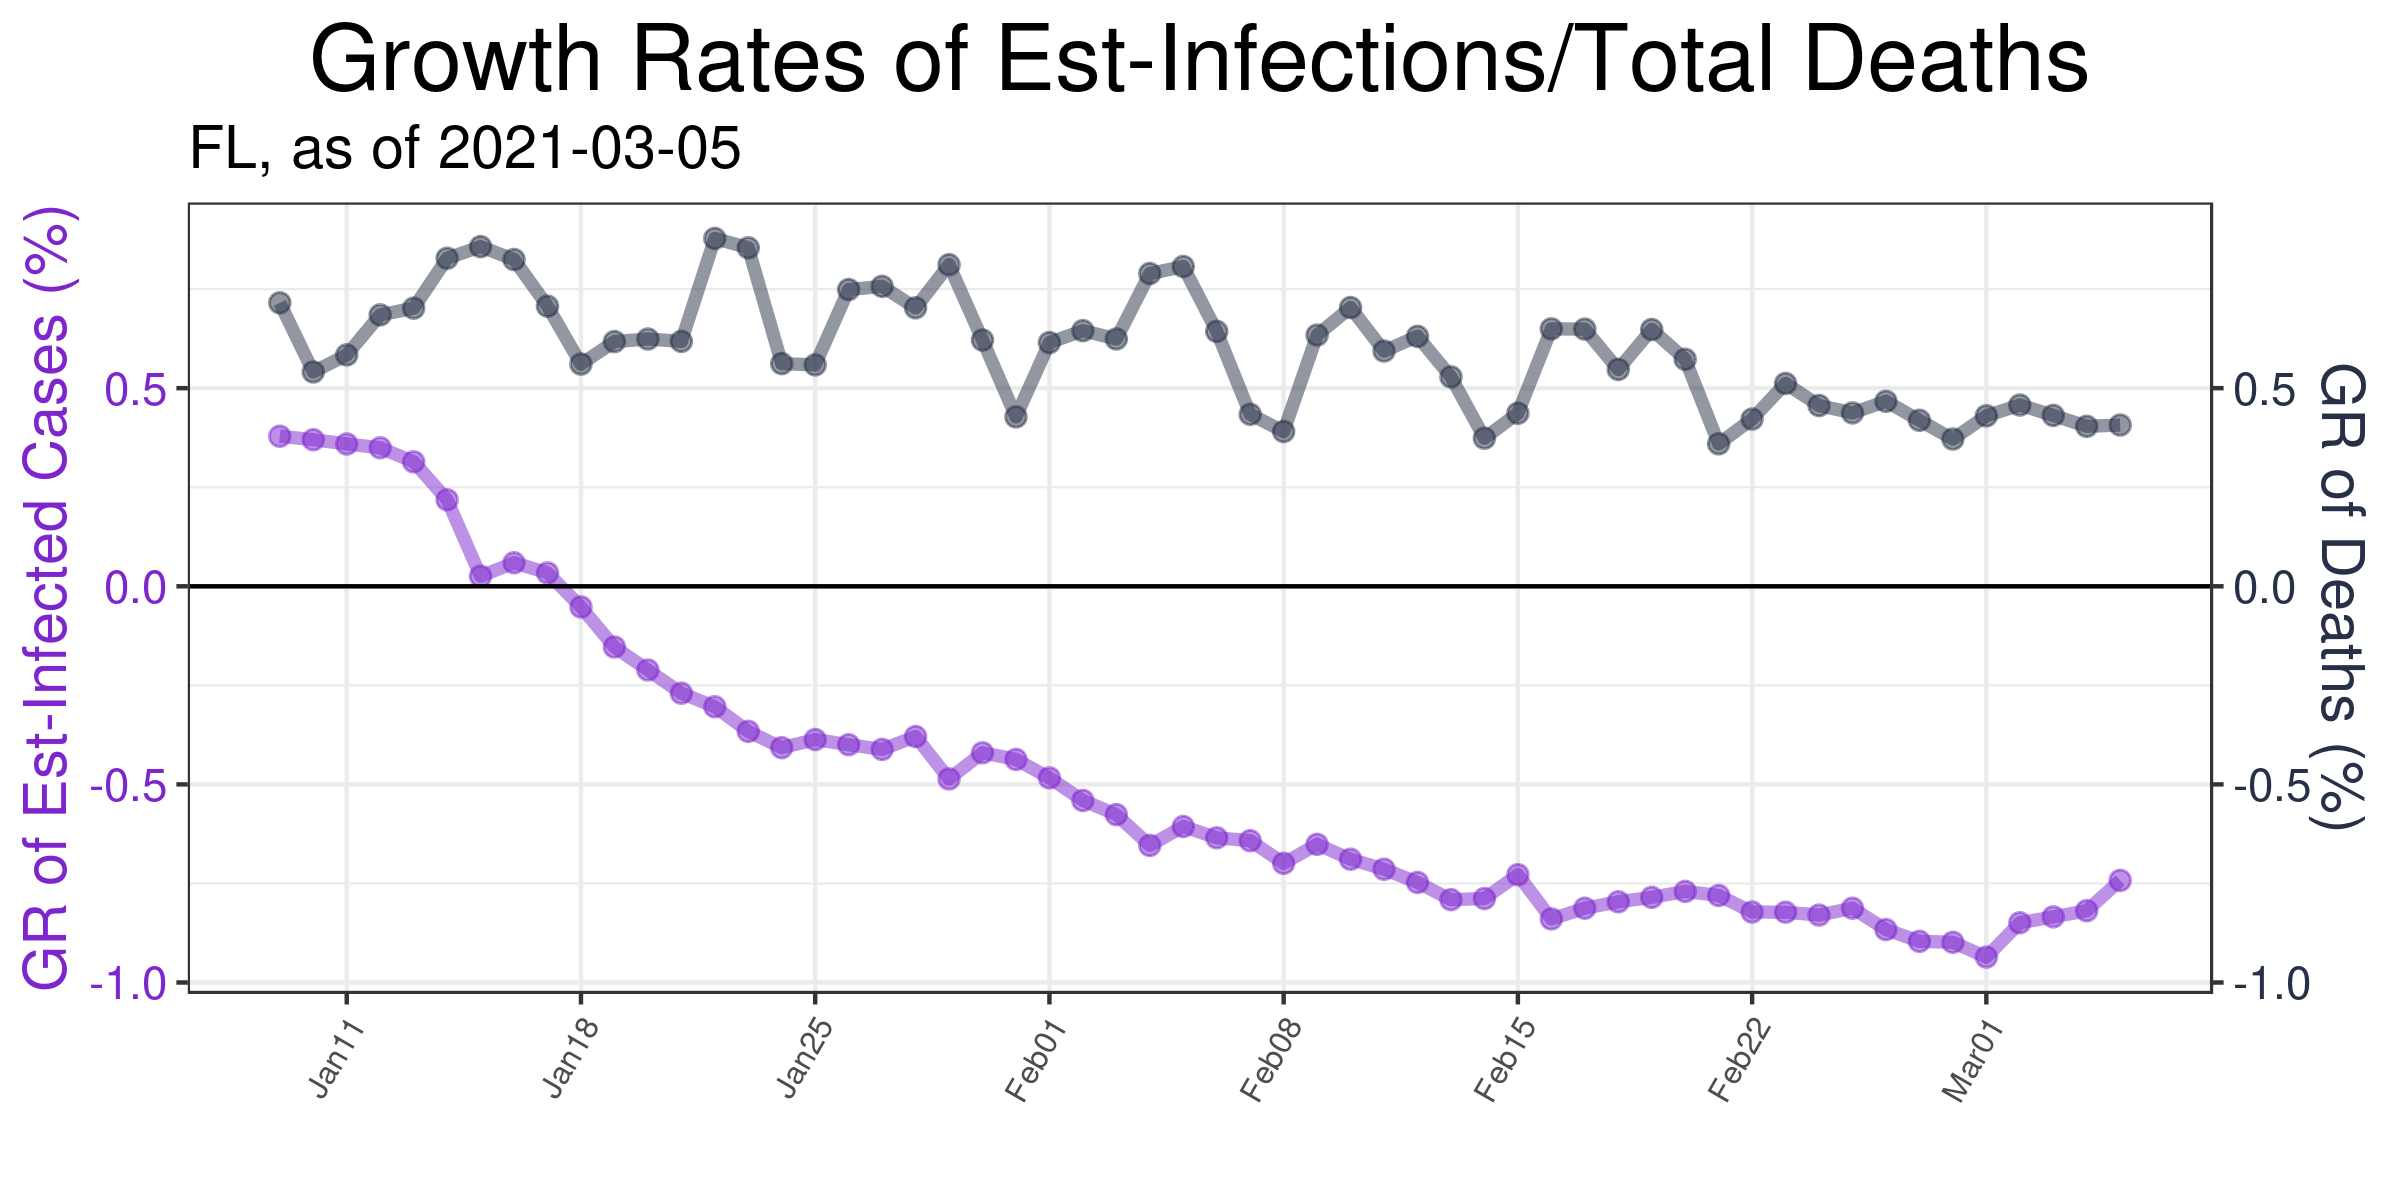 Growth Rates of Est-Infections/Total Deaths
FL, as of 2021-03-05
GR of Est-Infected Cases (%)
0.5
0.0
-0.5
-1.0
0.5
0.0
-0.5
-1.0
GR of Deaths (%)
Jan11
Jan18
Jan25
Feb01
Feb08
Feb15
Feb22
Mar01